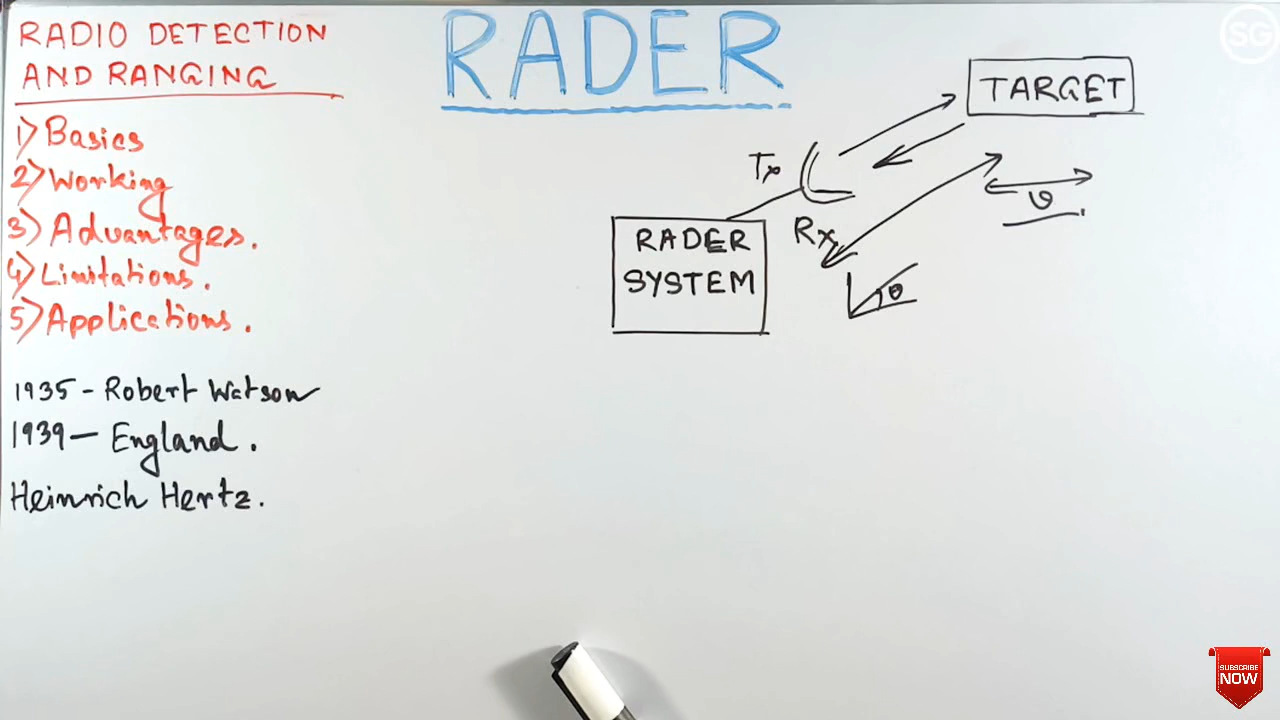 RADIO DETECTION
AND RANGING
1) Basics
2) Working
3) Advantages.
4) Limitations.
5) Applications.
1935 - Robert Watson
1939 - England.
Heinrich Hertz.
RADER
TARGET
Tx
Rx
RADER
SYSTEM
v
θ
SG
SUBSCRIBE
NOW